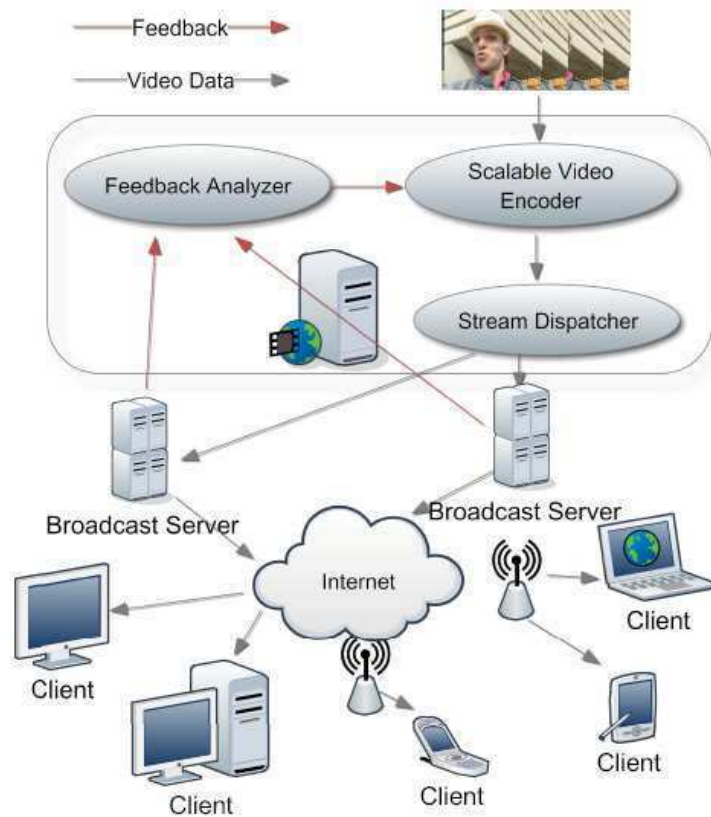 Feedback
Video Data
Feedback Analyzer
Scalable Video
Encoder
Stream Dispatcher
Broadcast Server
Broadcast Server
Internet
Client
Client
Client
Client
Client